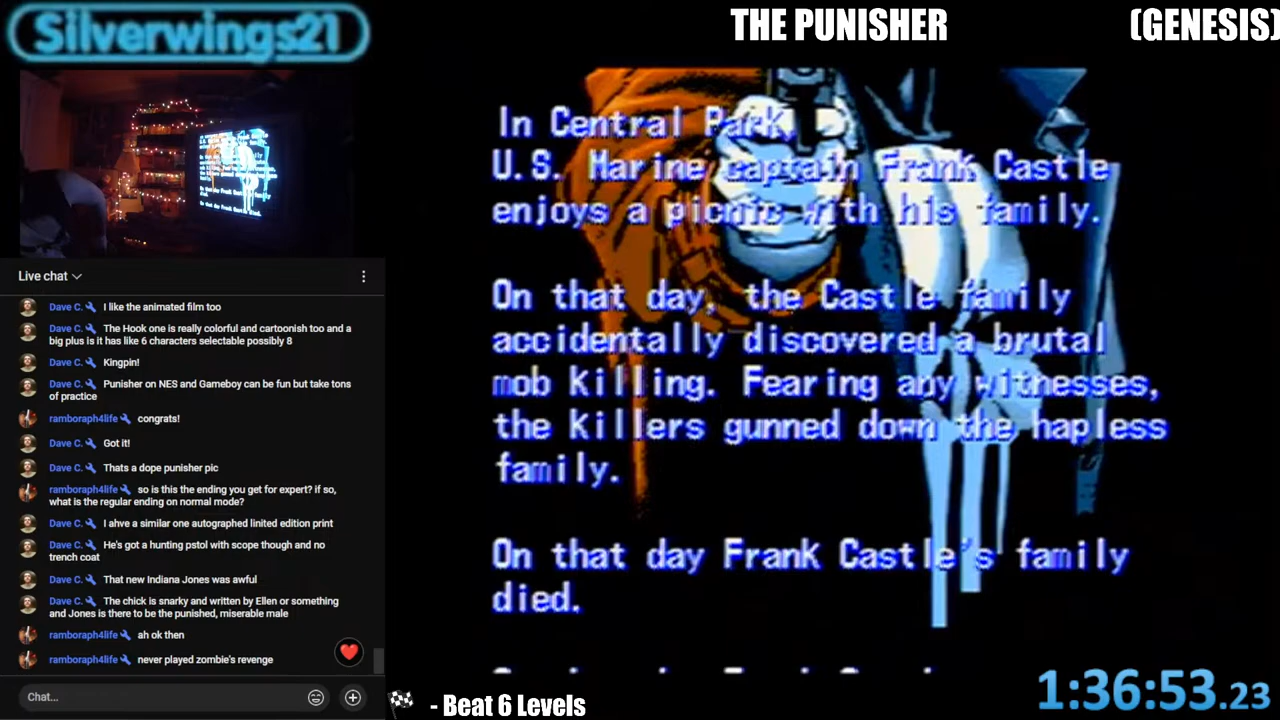 Silverwings21
THE PUNISHER
(GENESIS)
In Central Park,
U.S. Marine captain Frank Castle
enjoys a picnic with his family.
On that day, the Castle family
accidentally discovered a brutal
mob killing. Fearing any witnesses,
the killers gunned down the hapless
family.
On that day Frank Castle's family
died.
Live chat
Dave C. I like the animated film too
Dave C. The Hook one is really colorful and cartoonish too and a
big plus is it has like 6 characters selectable possibly 8
Dave C. Kingpin!
Dave C. Punisher on NES and Gameboy can be fun but take tons
of practice
ramboraph4life congrats!
Dave C. Got it!
Dave C. Thats a dope punisher pic
ramboraph4life so is this the ending you get for expert? if so,
what is the regular ending on normal mode?
Dave C. I ahve a similar one autographed linited edition print
Dave C. He's got a hunting pstol with scope though and no
trench coat
Dave C. That new Indiana Jones was awful
Dave C. The chick is snarky and written by Ellen or something
and Jones is there to be the punished, miserable male
ramboraph4life ah ok then
ramboraph4life never played zombie's revenge
Chat...
- Beat 6 Levels
1:36:53.23